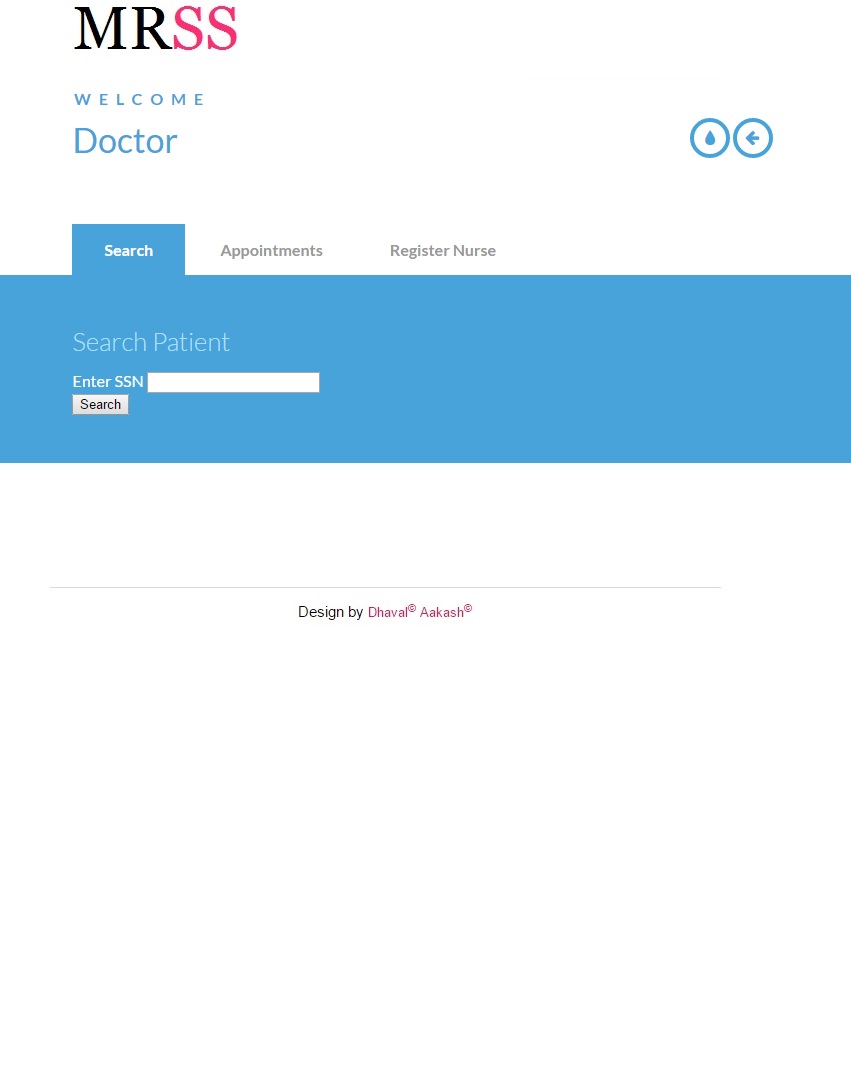 MRSS
WELCOME
Doctor
Search Appointments Register Nurse
Search Patient
Enter SSN
Search
Design by Dhaval© Aakash©